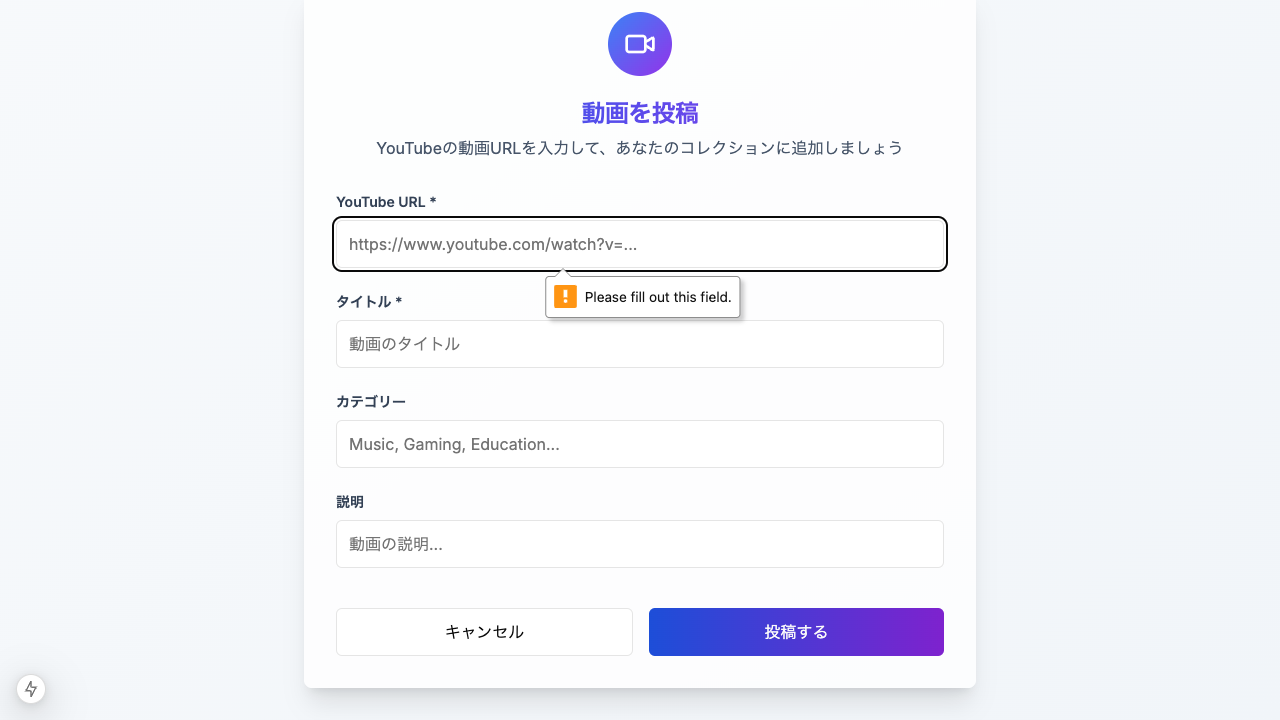 動画を投稿
YouTubeの動画URLを入力して、あなたのコレクションに追加しましょう
YouTube URL *
https://www.youtube.com/watch?v=...
Please fill out this field.
タイトル *
動画のタイトル
カテゴリー
Music, Gaming, Education...
説明
動画の説明...
キャンセル
投稿する